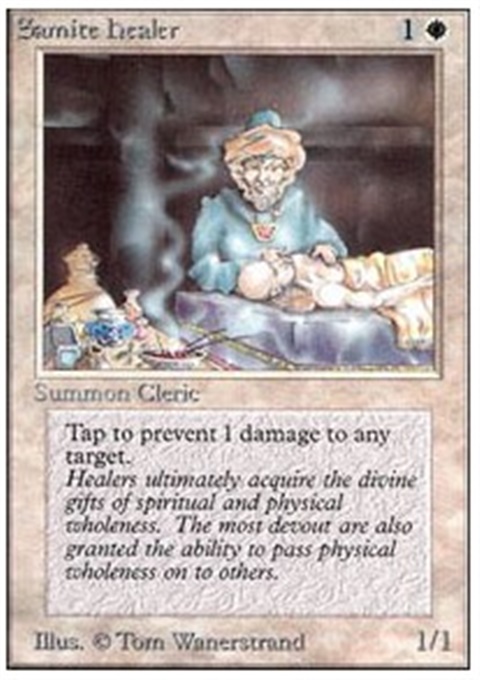 Samite Healer 1
Summon Cleric
Tap to prevent 1 damage to any
target.
Healers ultimately acquire the divine
gifts of spiritual and physical
wholeness. The most devout are also
granted the ability to pass physical
wholeness on to others.
Illus. © Tom Wänerstrand 1/1